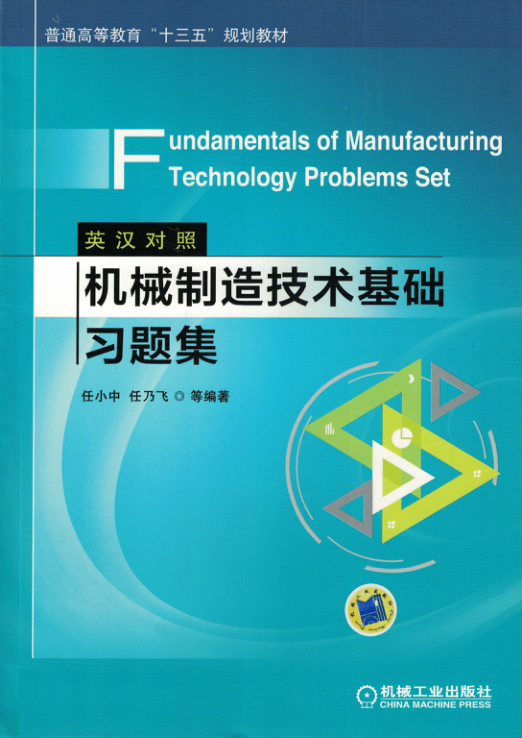 普通高等教育“十三五”规划教材
Fundamentals of Manufacturing
Technology Problems Set
英汉对照
机械制造技术基础
习题集
任小中 任乃飞 ◎ 等编著
机械工业出版社
CHINA MACHINE PRESS